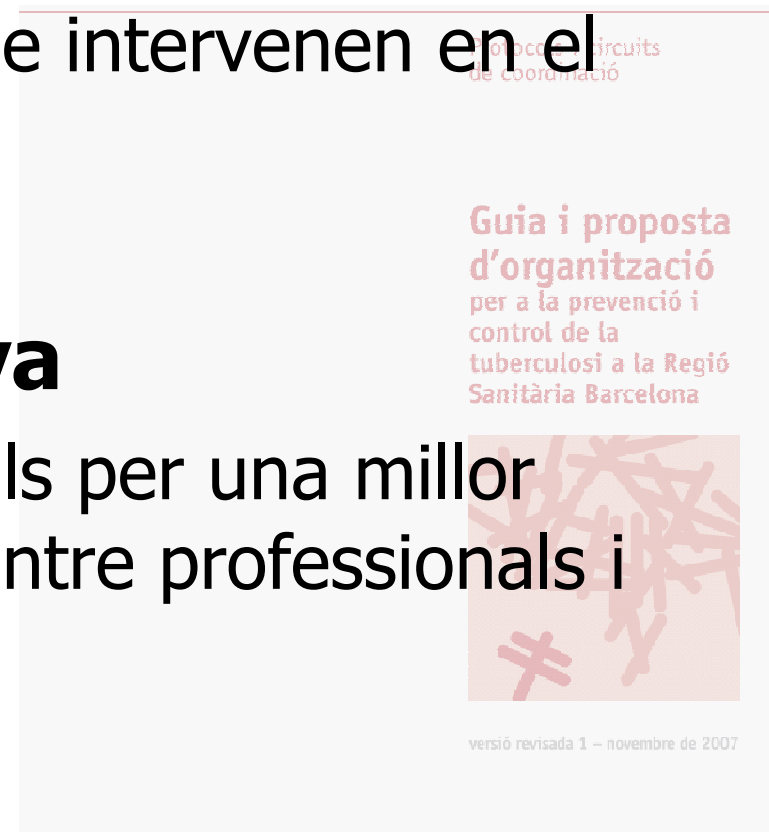 e intervenen en el
Protocols i circuits
de coordinació
Guia i proposta
d'organització
per a la prevenció i
control de la
tuberculosi a la Regió
Sanitària Barcelona
va
ls per una millor
ntre professionals i
versió revisada 1 – novembre de 2007